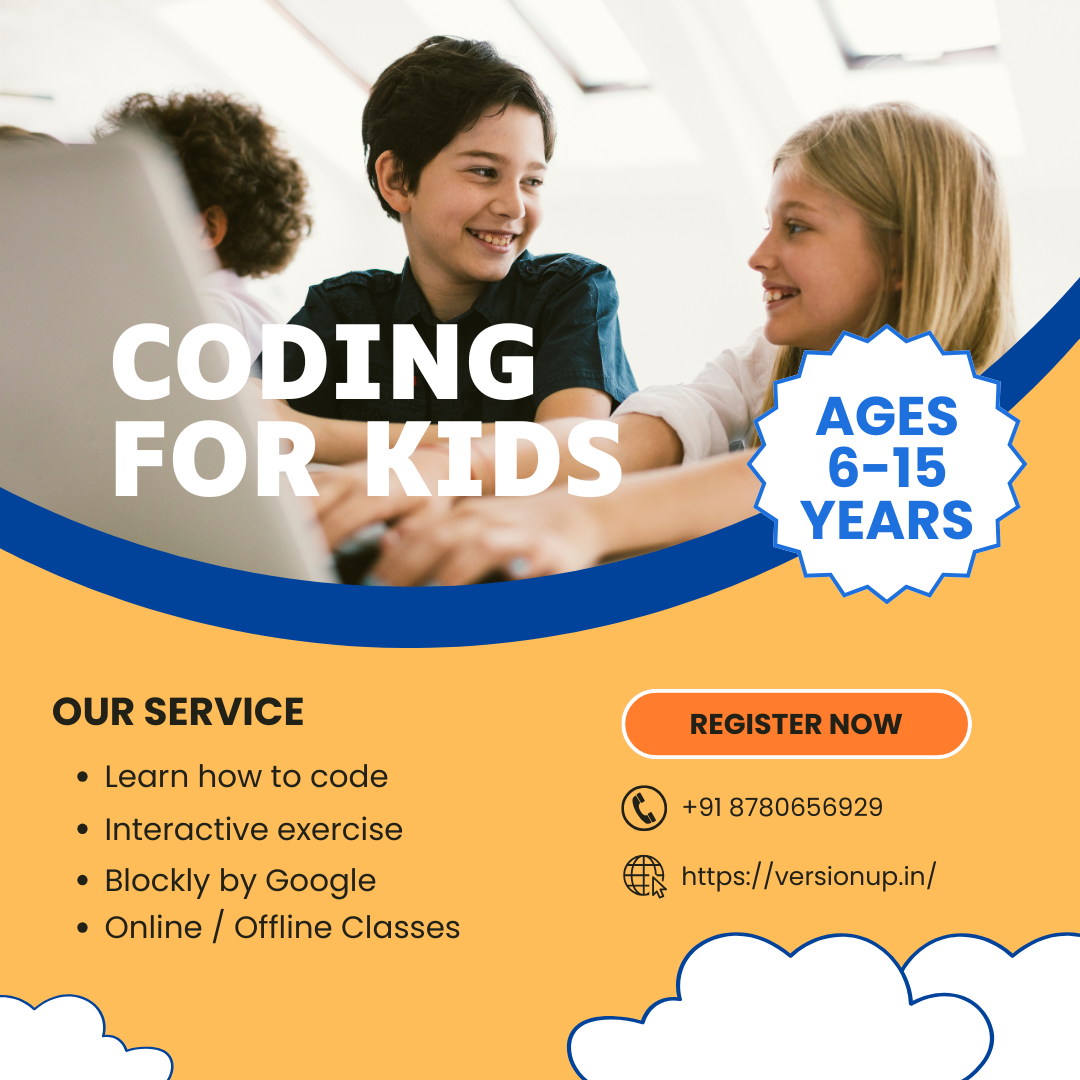 CODING
FOR KIDS
AGES
6-15
YEARS
OUR SERVICE
• Learn how to code
• Interactive exercise
• Blockly by Google
• Online / Offline Classes
REGISTER NOW
+91 8780656929
https://versionup.in/